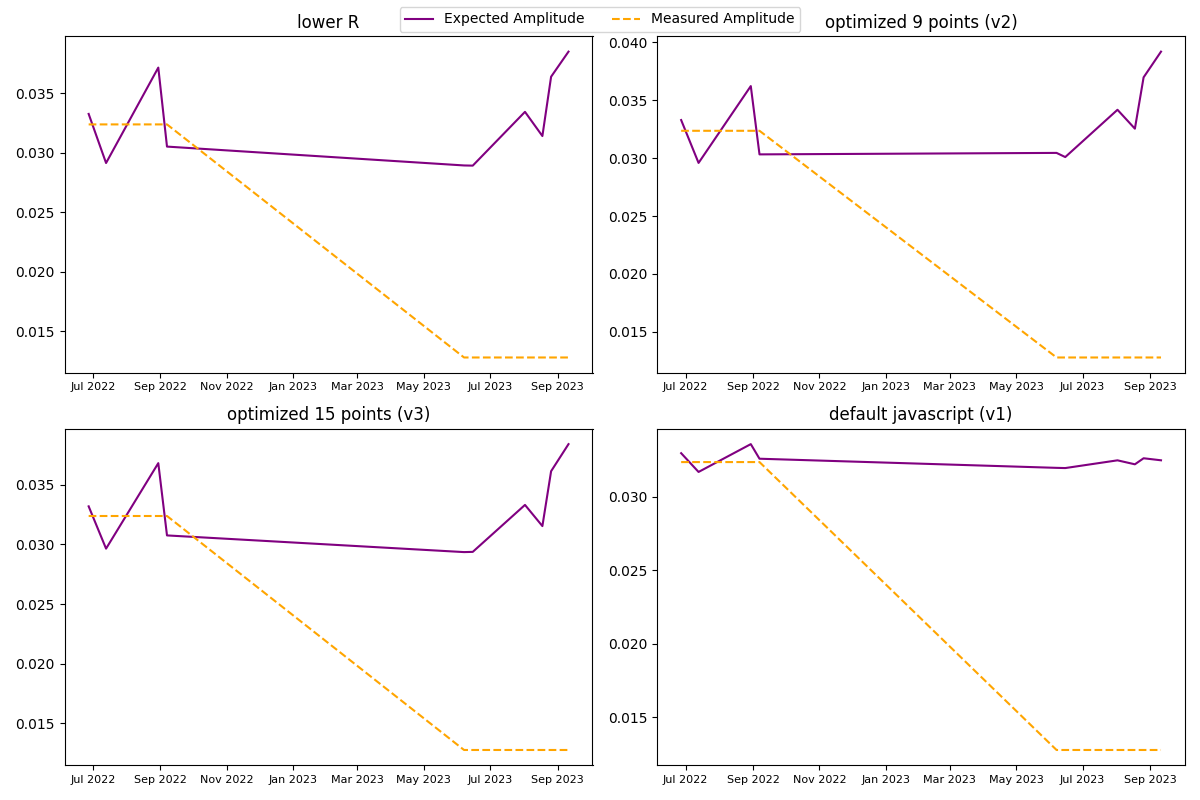 Expected Amplitude Measured Amplitude
lower R
0.035
0.030
0.025
0.020
0.015
Jul 2022 Sep 2022 Nov 2022 Jan 2023 Mar 2023 May 2023 Jul 2023 Sep 2023
optimized 9 points (v2)
0.040
0.035
0.030
0.025
0.020
0.015
Jul 2022 Sep 2022 Nov 2022 Jan 2023 Mar 2023 May 2023 Jul 2023 Sep 2023
optimized 15 points (v3)
0.035
0.030
0.025
0.020
0.015
Jul 2022 Sep 2022 Nov 2022 Jan 2023 Mar 2023 May 2023 Jul 2023 Sep 2023
default javascript (v1)
0.030
0.025
0.020
0.015
Jul 2022 Sep 2022 Nov 2022 Jan 2023 Mar 2023 May 2023 Jul 2023 Sep 2023